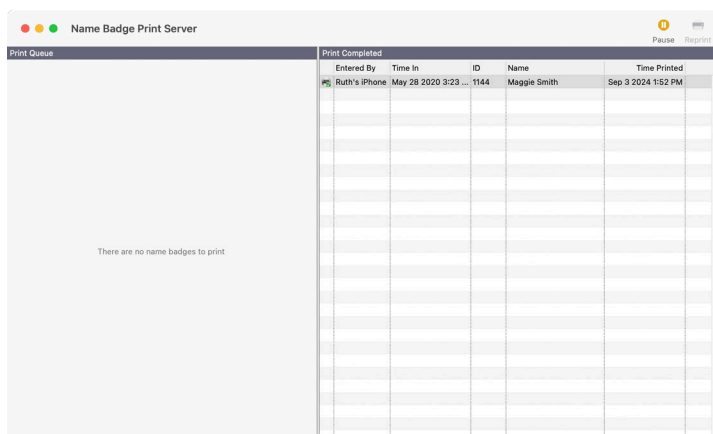 Name Badge Print Server
Pause Reprint
Print Queue
Print Completed
Entered By Time In ID Name Time Printed
Ruth's iPhone May 28 2020 3:23 ... 1144 Maggie Smith Sep 3 2024 1:52 PM
There are no name badges to print